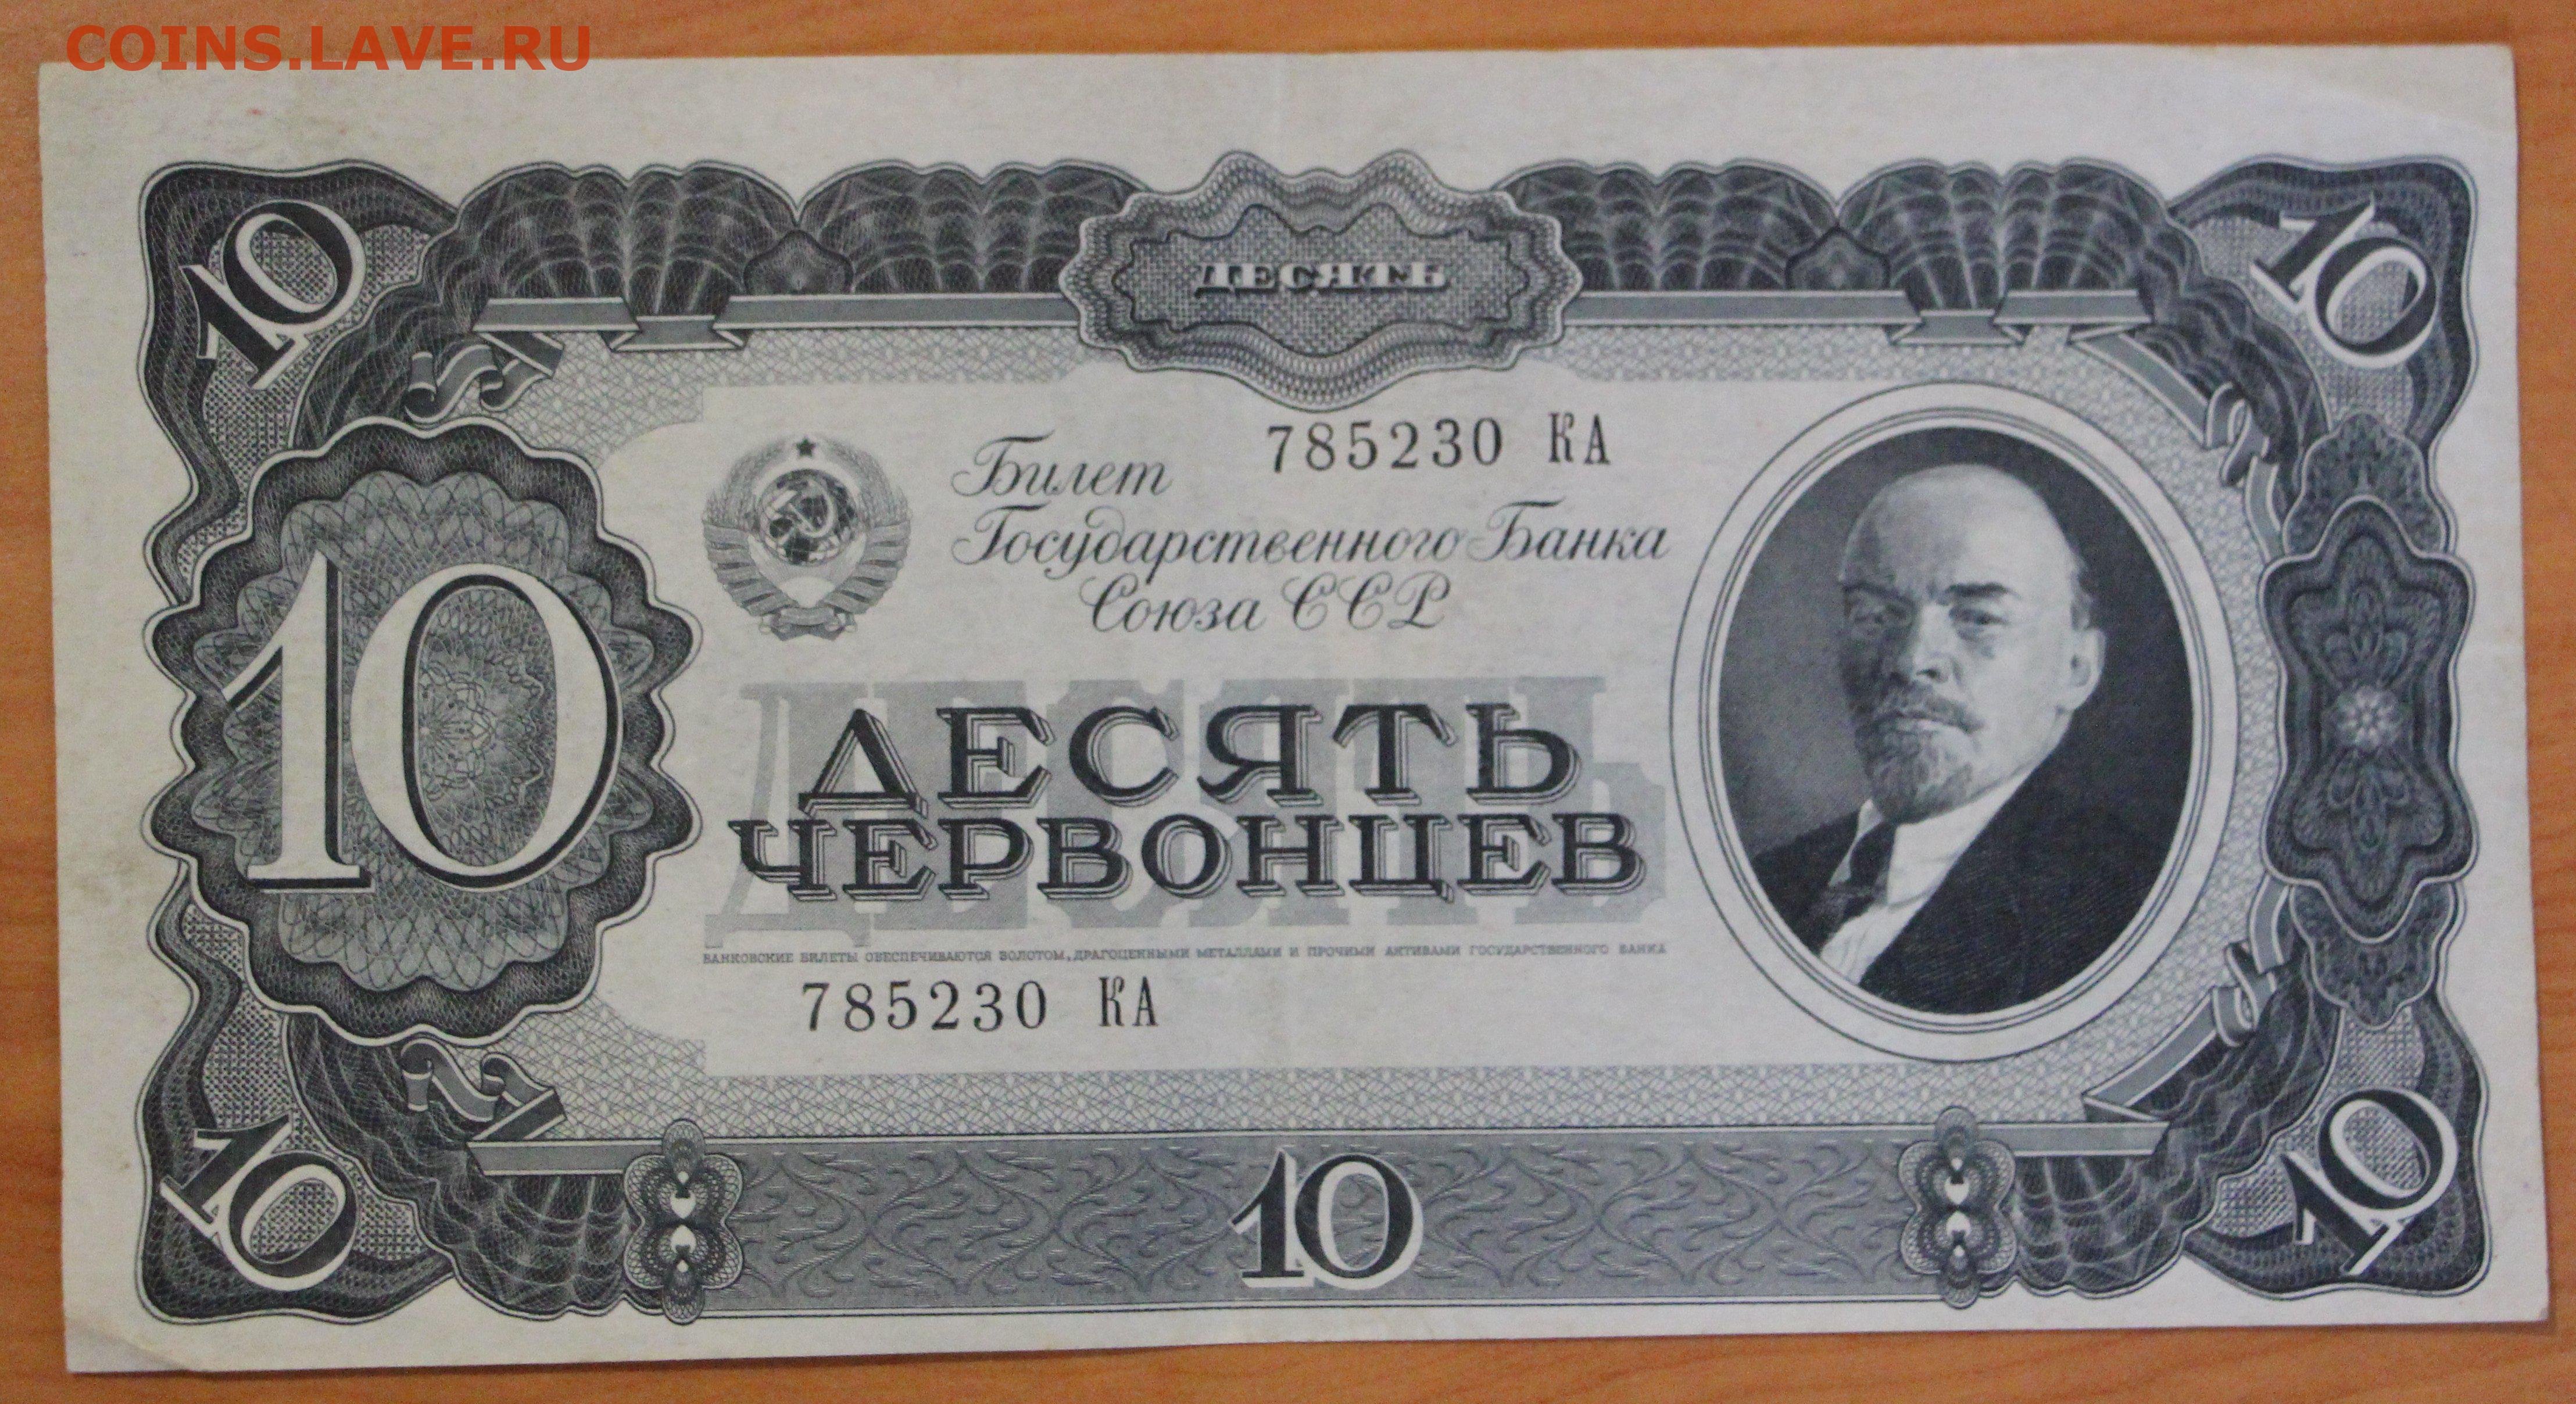 COINS.LAVE.RU
10
ДЕСЯТЬ
10
785230 КА
Билет
Государственного Банка
Союза ССР
10
ДЕСЯТЬ
ДЕСЯТЬ
ЧЕРВОНЦЕВ
БАНКОВСКИЕ БИЛЕТЫ ОБЕСПЕЧИВАЮТСЯ ЗОЛОТОМ, ДРАГОЦЕННЫМИ МЕТАЛЛАМИ И ПРОЧИМИ АКТИВАМИ ГОСУДАРСТВЕННОГО БАНКА
785230 КА
10
10
10